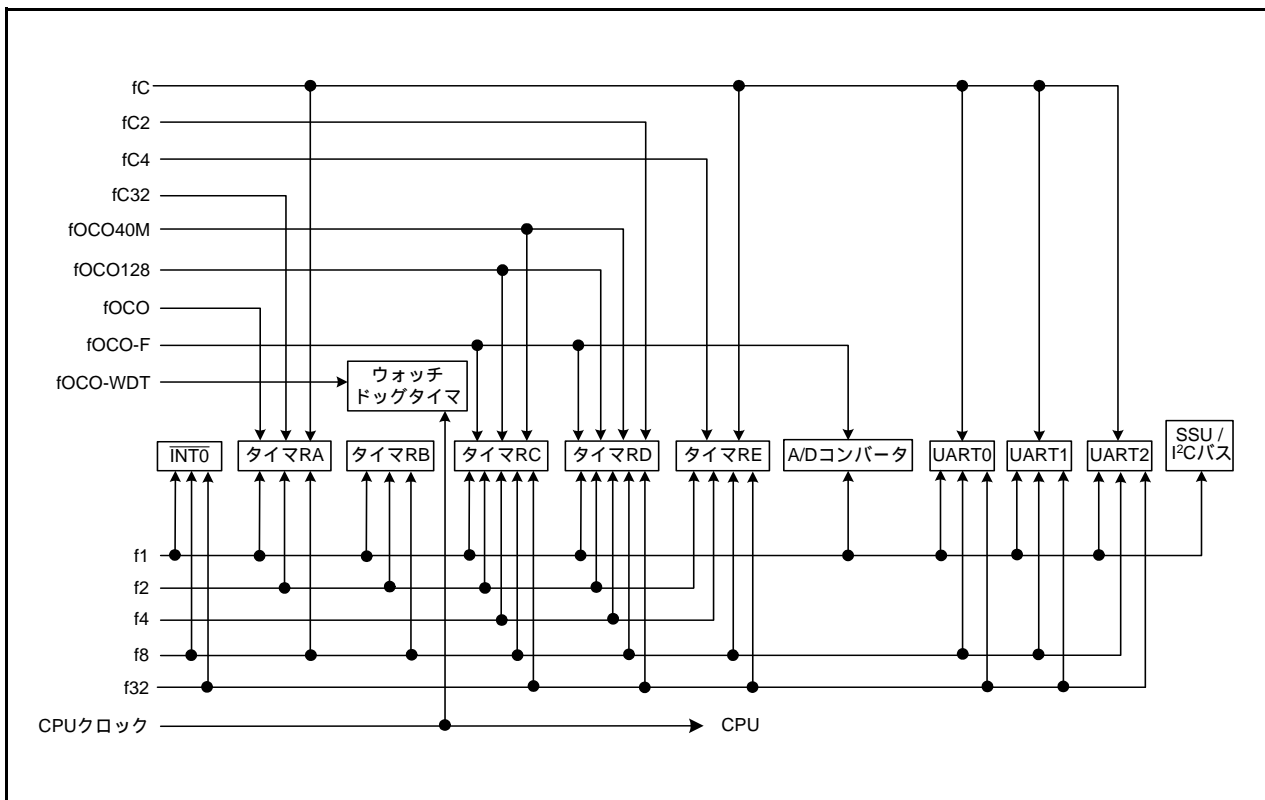 fC
fC2
fC4
fC32
fOCO40M
fOCO128
fOCO
fOCO-F
fOCO-WDT
ウォッチ
ドッグタイマ
INT0
タイマRA
タイマRB
タイマRC
タイマRD
タイマRE
A/Dコンバータ
UART0
UART1
UART2
SSU /
I²Cバス
f1
f2
f4
f8
f32
CPUクロック
CPU